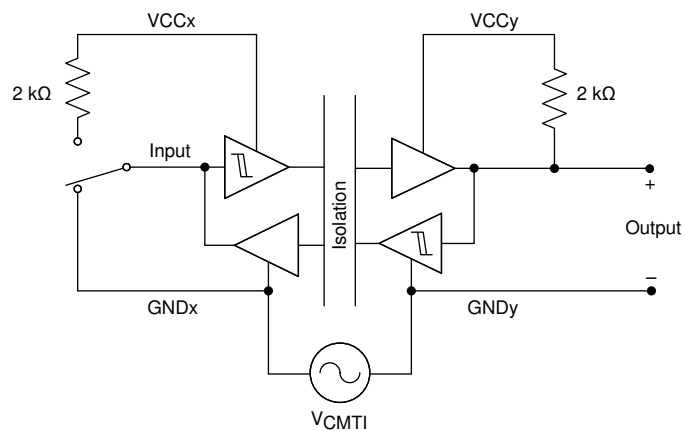 VCCx
VCCy
2 kΩ
2 kΩ
Input
Isolation
+
Output
−
GNDx
GNDy
VCMTI